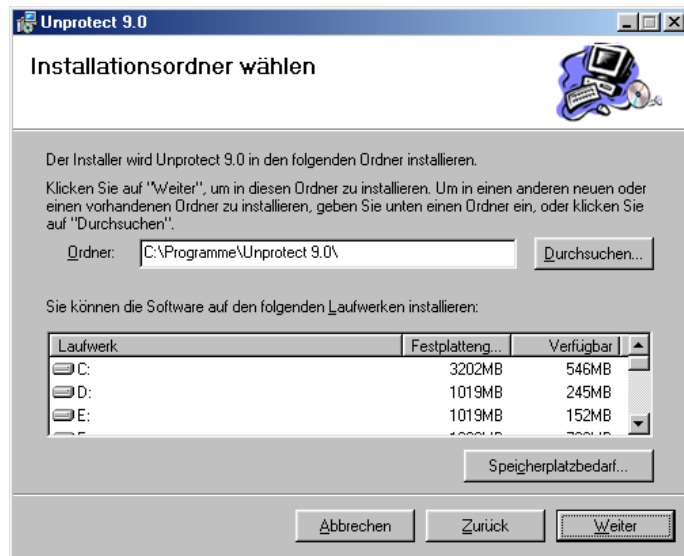 Unprotect 9.0
Installationsordner wählen
Der Installer wird Unprotect 9.0 in den folgenden Ordner installieren.
Klicken Sie auf "Weiter", um in diesen Ordner zu installieren. Um in einen anderen neuen oder
einen vorhandenen Ordner zu installieren, geben Sie unten einen Ordner ein, oder klicken Sie
auf "Durchsuchen".
Ordner: C:\Programme\Unprotect 9.0\ Durchsuchen...
Sie können die Software auf den folgenden Laufwerken installieren:
Laufwerk Festplatteng... Verfügbar
C: 3202MB 546MB
D: 1019MB 245MB
E: 1019MB 152MB
Speicherplatzbedarf...
Abbrechen Zurück Weiter